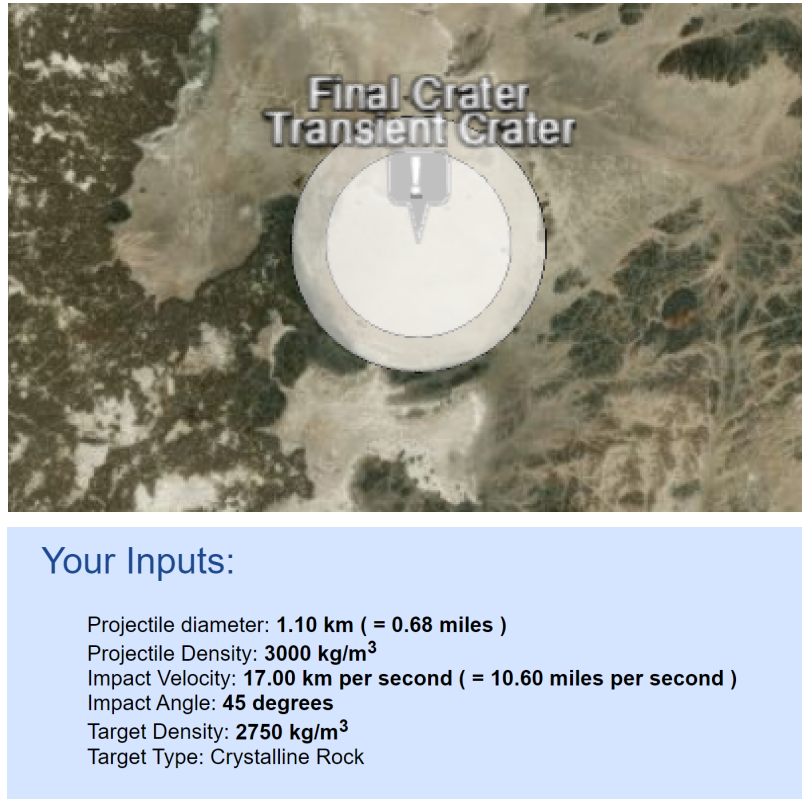 Final Crater
Transient Crater
!
Your Inputs:
Projectile diameter: 1.10 km ( = 0.68 miles )
Projectile Density: 3000 kg/m³
Impact Velocity: 17.00 km per second ( = 10.60 miles per second )
Impact Angle: 45 degrees
Target Density: 2750 kg/m³
Target Type: Crystalline Rock